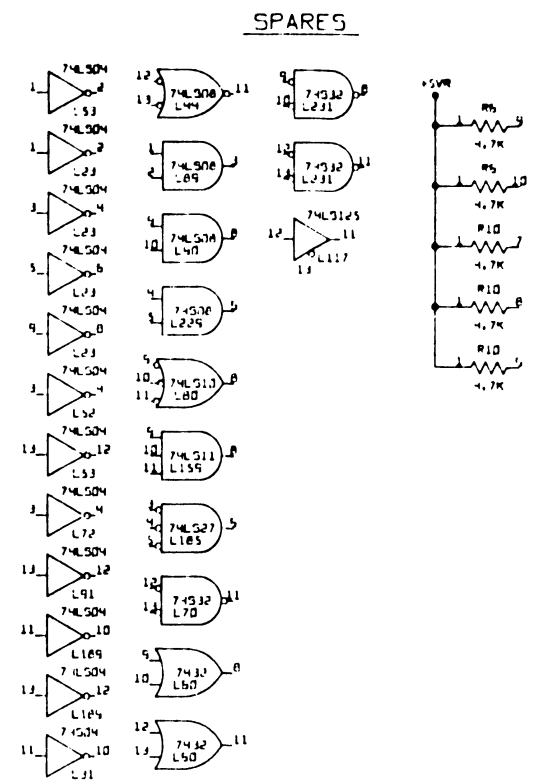 SPARES
74LS04
1 2
L53
74LS04
1 2
L23
74LS04
3 4
L23
74LS04
5 6
L23
74LS04
9 8
L23
74LS04
3 4
L52
74LS04
13 12
L53
74LS04
3 4
L72
74LS04
13 12
L91
74LS04
11 10
L189
74LS04
13 12
L189
74S04
11 10
L31
12
13 74LS08 11
L44
1
2 74LS08 3
L89
9
10 74LS08 8
L90
4
5 74S08 6
L229
9
10 74LS10 8
11 L80
9
10 74LS11 8
11 L159
3
4 74LS27 6
5 L185
12
13 74S32 11
L70
9
10 7432 8
L60
12
13 7432 11
L60
9
10 74S32 8
L231
12
13 74S32 11
L231
74LS125
12 11
13 L117
+5VR
R5
1 9
4.7K
R5
1 10
4.7K
R10
1 7
4.7K
R10
1 8
4.7K
R10
1
4.7K